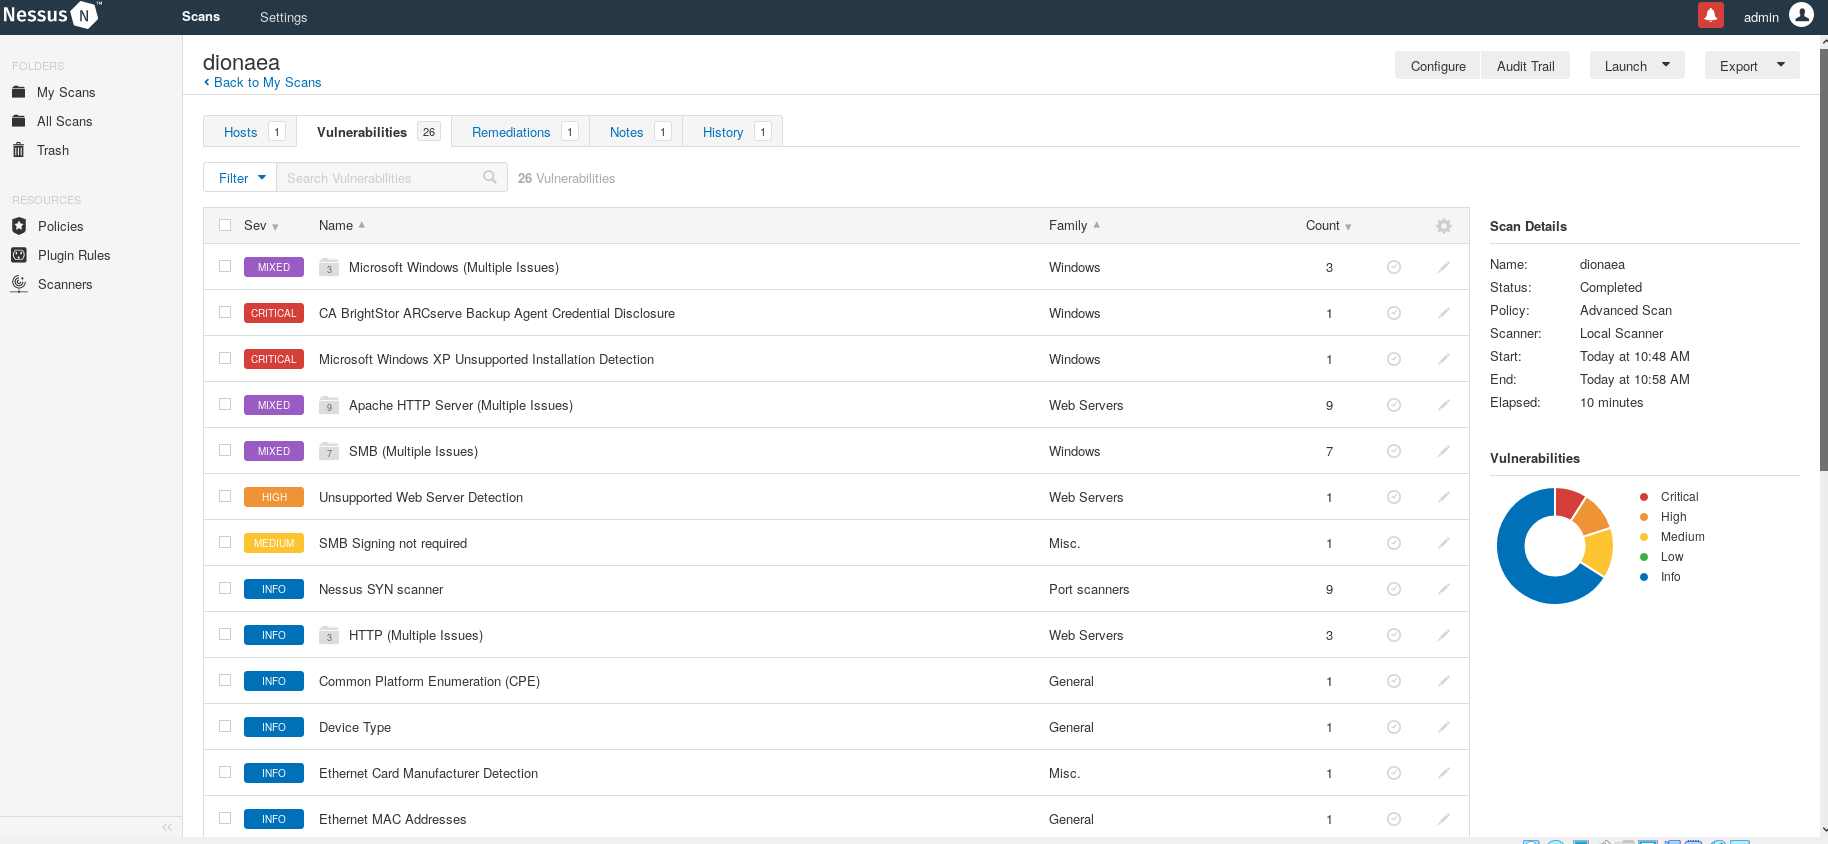 Nessus N ™
Scans Settings
admin
FOLDERS
My Scans
All Scans
Trash
RESOURCES
Policies
Plugin Rules
Scanners
dionaea
Back to My Scans
Configure Audit Trail Launch Export
Hosts 1 Vulnerabilities 26 Remediations 1 Notes 1 History 1
Filter Search Vulnerabilities 26 Vulnerabilities
Sev Name Family Count
MIXED 3 Microsoft Windows (Multiple Issues) Windows 3
CRITICAL CA BrightStor ARCserve Backup Agent Credential Disclosure Windows 1
CRITICAL Microsoft Windows XP Unsupported Installation Detection Windows 1
MIXED 9 Apache HTTP Server (Multiple Issues) Web Servers 9
MIXED 7 SMB (Multiple Issues) Windows 7
HIGH Unsupported Web Server Detection Web Servers 1
MEDIUM SMB Signing not required Misc. 1
INFO Nessus SYN scanner Port scanners 9
INFO 3 HTTP (Multiple Issues) Web Servers 3
INFO Common Platform Enumeration (CPE) General 1
INFO Device Type General 1
INFO Ethernet Card Manufacturer Detection Misc. 1
INFO Ethernet MAC Addresses General 1
Scan Details
Name: dionaea
Status: Completed
Policy: Advanced Scan
Scanner: Local Scanner
Start: Today at 10:48 AM
End: Today at 10:58 AM
Elapsed: 10 minutes
Vulnerabilities
Critical
High
Medium
Low
Info